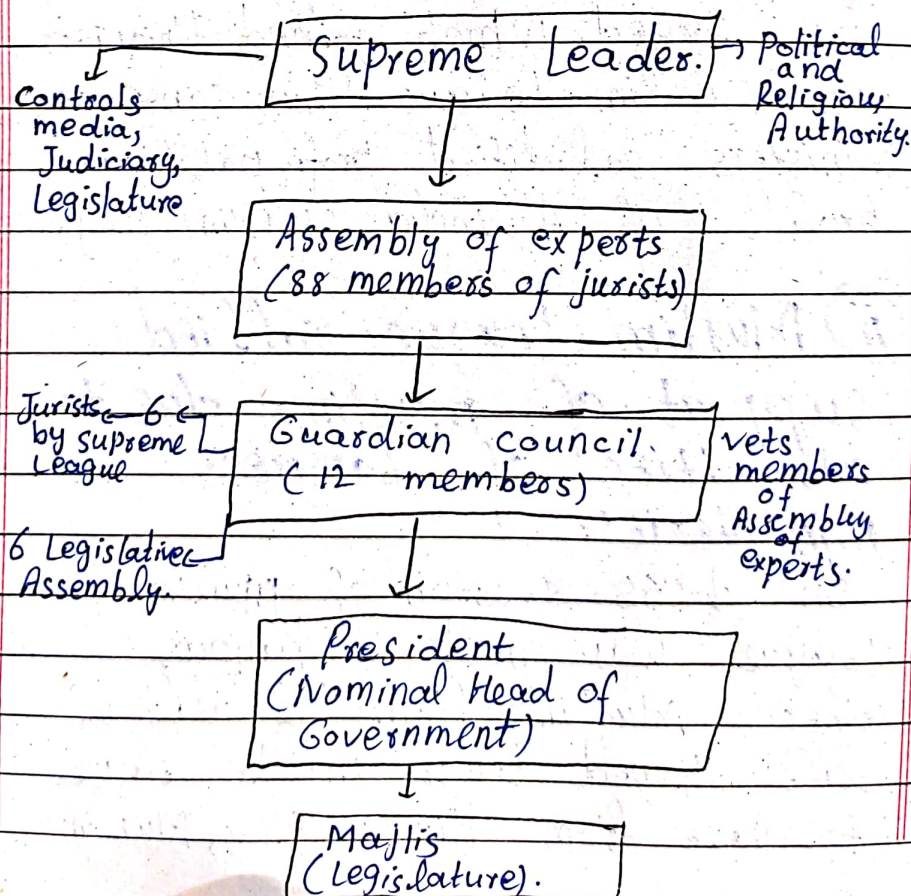 Supreme Leader.
→ Political
and
Religious
Authority.
Controls
media,
Judiciary,
Legislature
Assembly of experts
(88 members of jurists)
Jurists 6
by supreme
League
Guardian council.
(12 members)
vets
members
of
Assembly
of
experts.
6 Legislative
Assembly.
President
(Nominal Head of
Government)
Majlis
(Legislature).